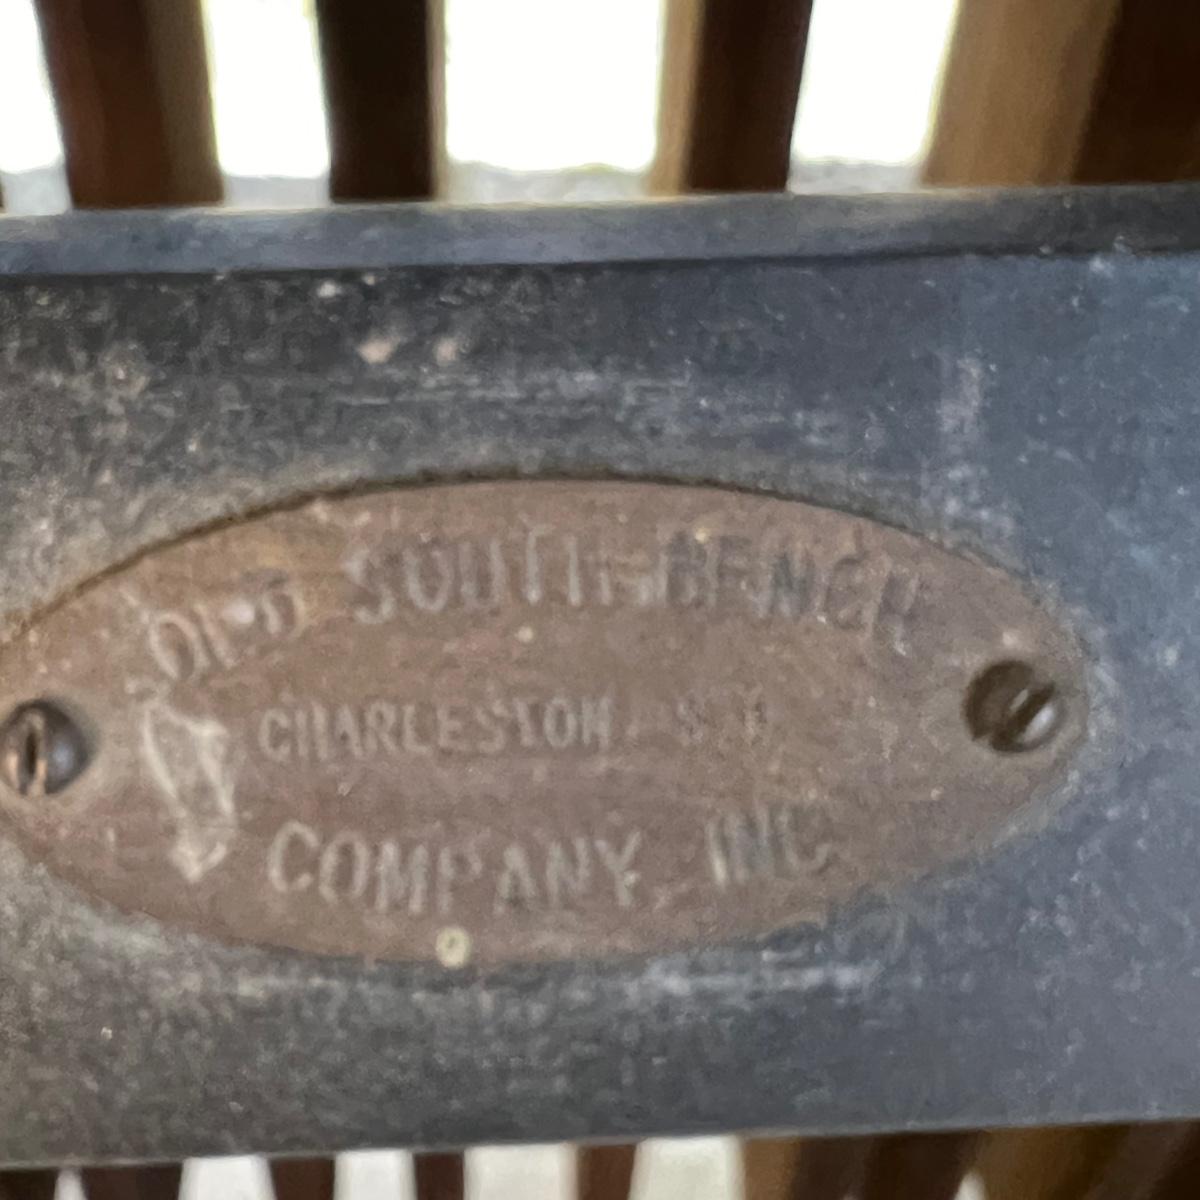 OLD SOUTH BENCH
CHARLESTON S.C.
COMPANY, INC.